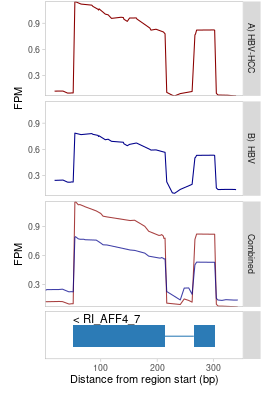 0.9
0.6
0.3
A) HBV-HCC
FPM
0.9
0.6
0.3
B) HBV
0.9
0.6
0.3
FPM
Combined
< RI_AFF4_7
100
200
300
Distance from region start (bp)